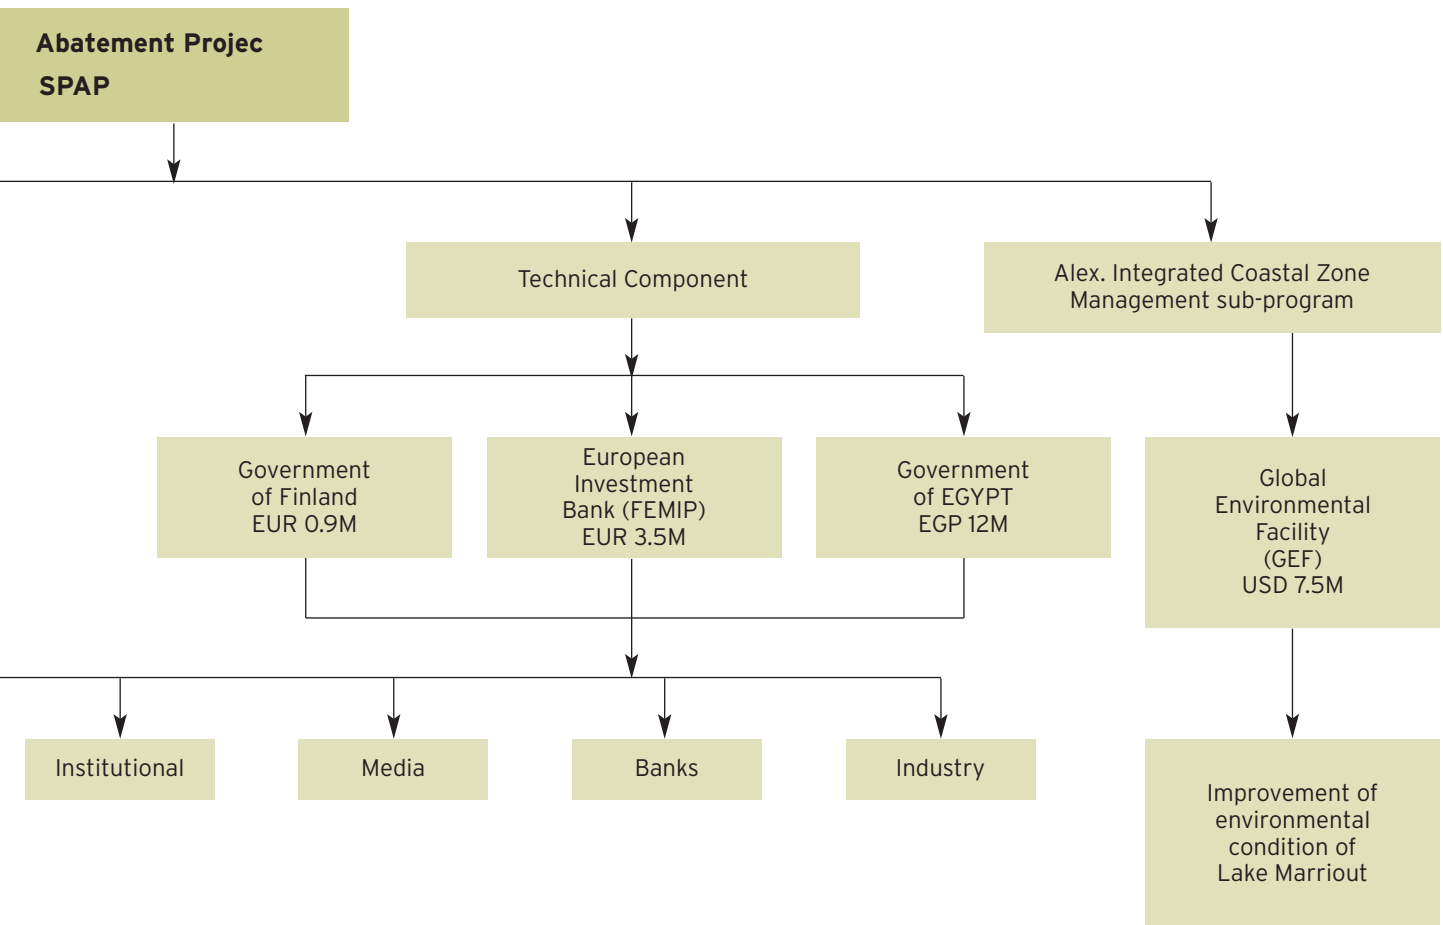 Abatement Projec
SPAP
Technical Component
Alex. Integrated Coastal Zone
Management sub-program
Government
of Finland
EUR 0.9M
European
Investment
Bank (FEMIP)
EUR 3.5M
Government
of EGYPT
EGP 12M
Global
Environmental
Facility
(GEF)
USD 7.5M
Institutional
Media
Banks
Industry
Improvement of
environmental
condition of
Lake Marriout